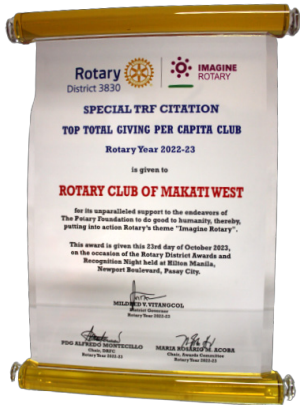 Rotary
District 3830
IMAGINE
ROTARY
SPECIAL TRF CITATION
TOP TOTAL GIVING PER CAPITA CLUB
Rotary Year 2022-23
is given to
ROTARY CLUB OF MAKATI WEST
for its unparalleled support to the endeavors of
The Rotary Foundation to do good to humanity, thereby,
putting into action Rotary's theme "Imagine Rotary".
This award is given this 23rd day of October 2023,
on the occasion of the Rotary District Awards and
Recognition Night held at Hilton Manila,
Newport Boulevard, Pasay City.
MILDRED V. VITANGCOL
District Governor
Rotary Year 2022-23
PDG ALFREDO MONTECILLO
Chair, DRFC
Rotary Year 2022-23
MARIA ROSARIO M. ACOBA
Chair, Awards Committee
Rotary Year 2022-23